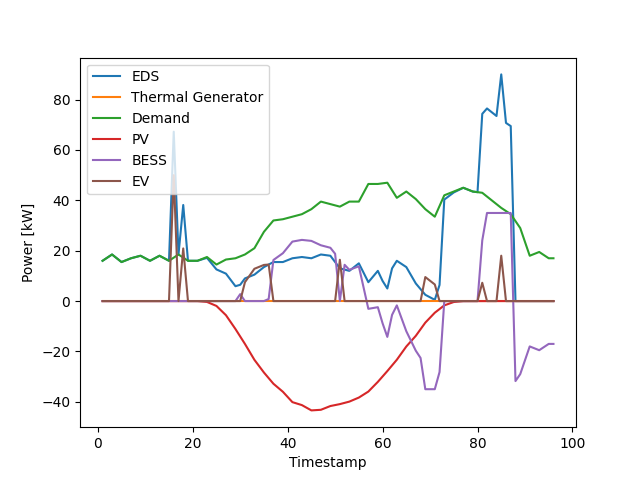 EDS
Thermal Generator
Demand
PV
BESS
EV
Power [kW]
80
60
40
20
0
−20
−40
0 20 40 60 80 100
Timestamp